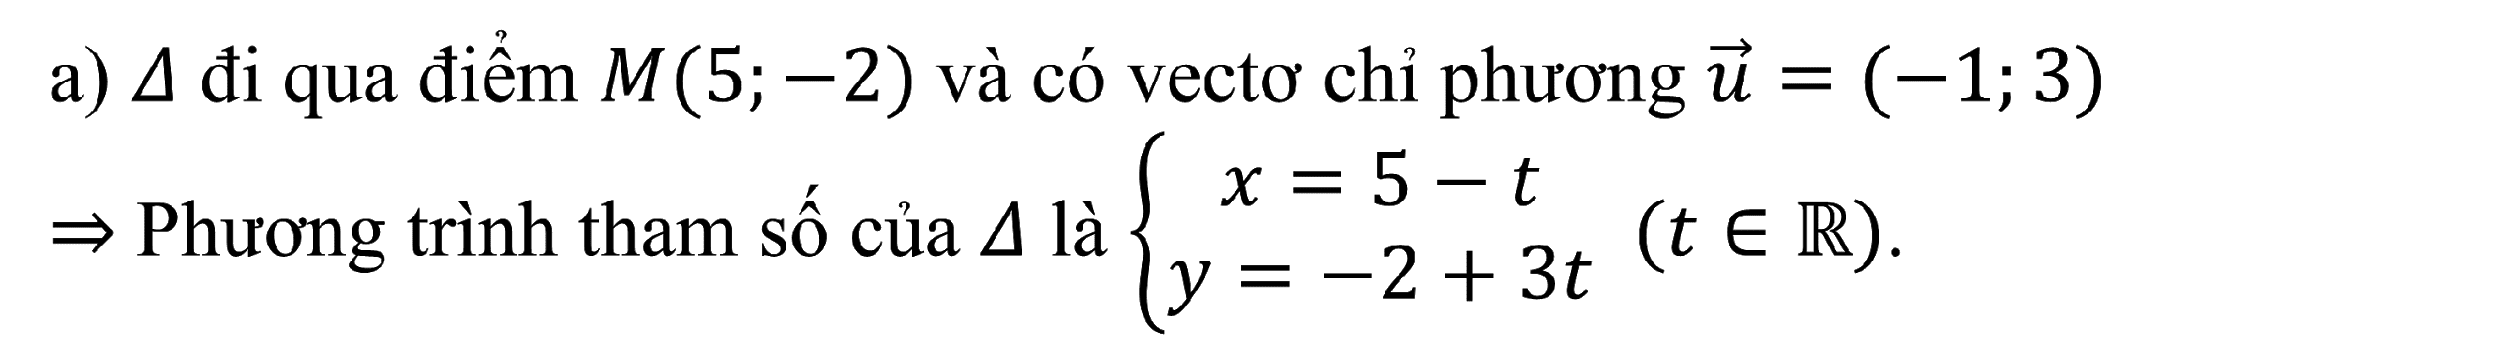 a) Δ đi qua điểm M(5; −2) và có vectơ chỉ phương u⃗ = (−1; 3)
⇒ Phương trình tham số của Δ là { x = 5 − t
y = −2 + 3t (t ∈ ℝ).